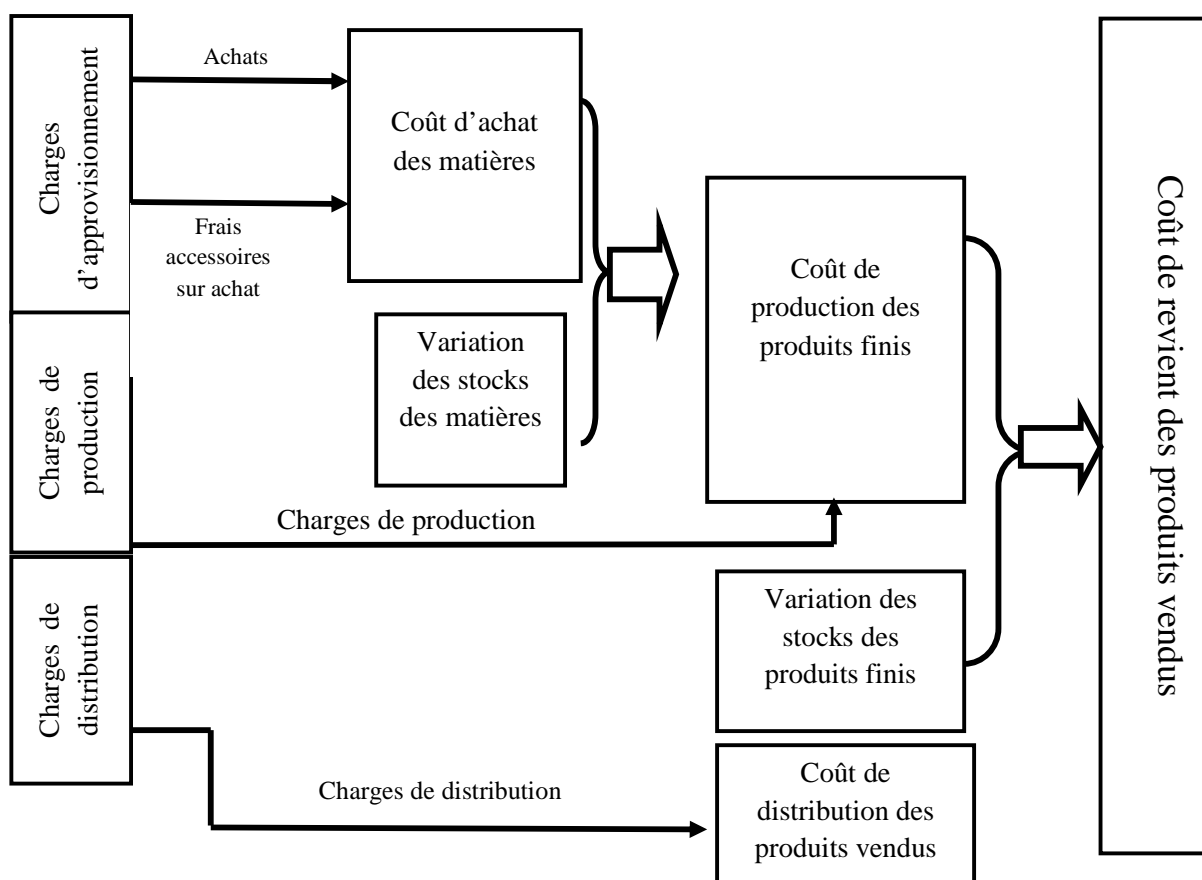 Charges
d'approvisionnement
Achats
Frais
accessoires
sur achat
Coût d'achat
des matières
Variation
des stocks
des matières
Charges de
production
Charges de production
Coût de
production des
produits finis
Variation des
stocks des
produits finis
Charges de
distribution
Charges de distribution
Coût de
distribution des
produits vendus
Coût de revient des produits vendus